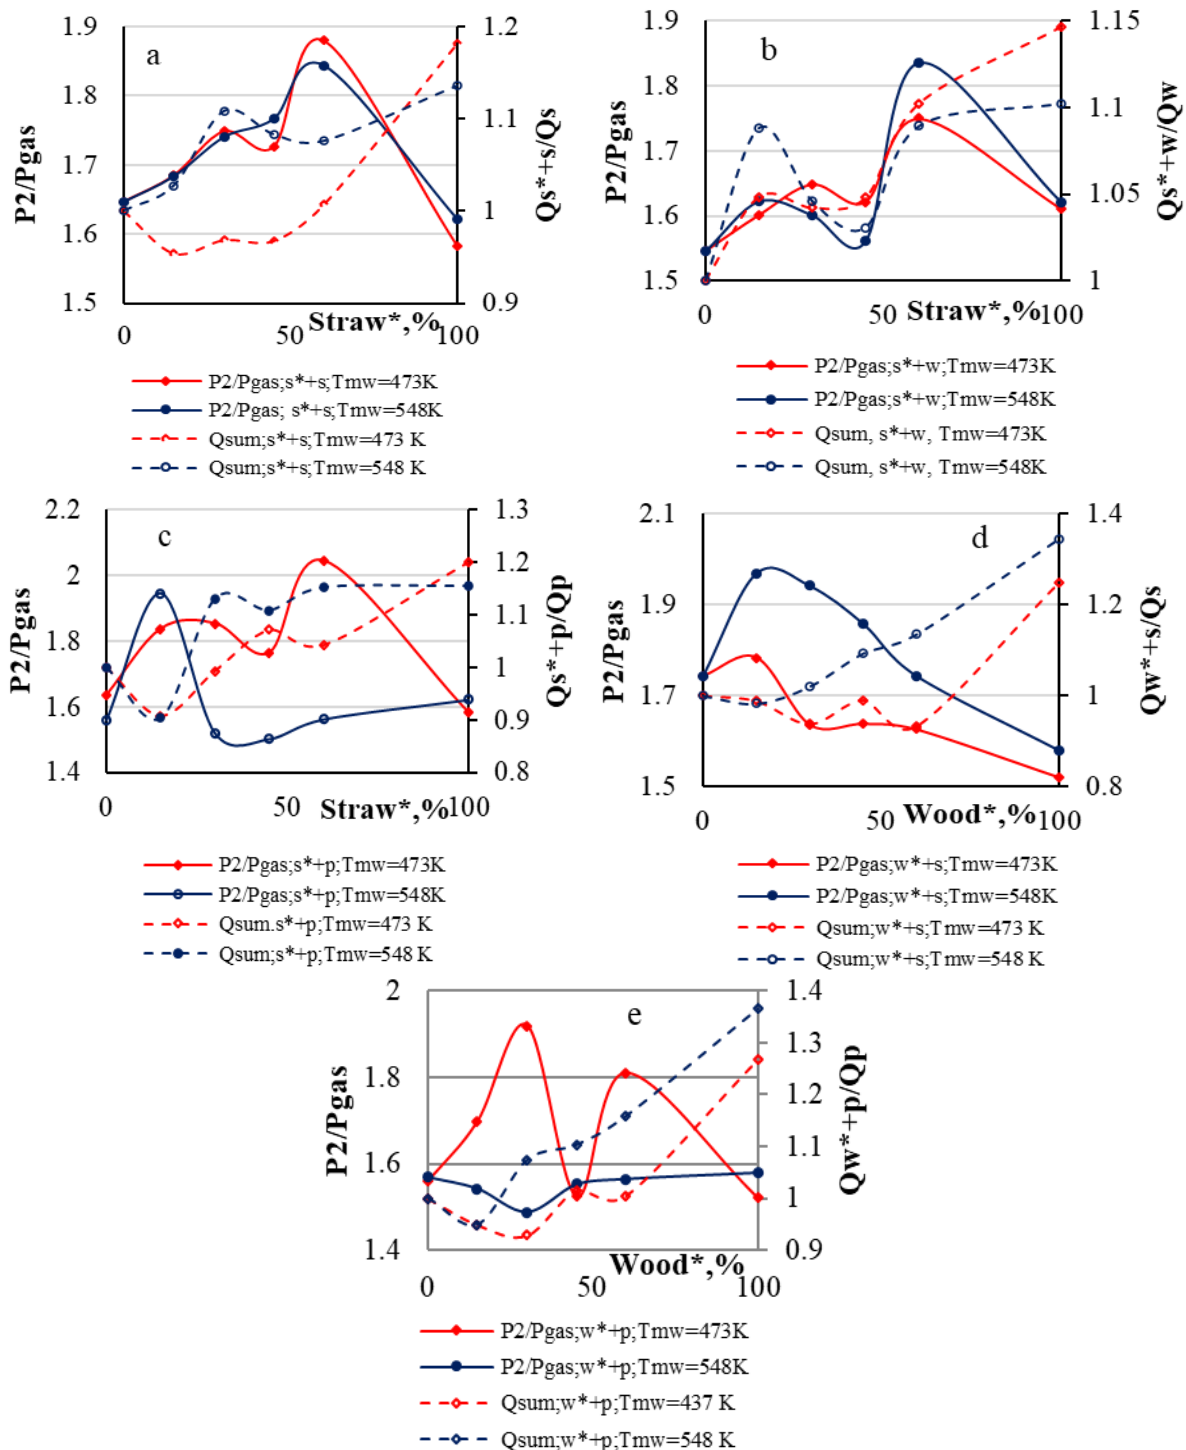 a
P2/Pgas
1.9
1.8
1.7
1.6
1.5
Qs*+s/Qs
1.2
1.1
1
0.9
0
50
100
Straw*,%
P2/Pgas;s*+s;Tmw=473K
P2/Pgas; s*+s;Tmw=548K
Qsum;s*+s;Tmw=473 K
Qsum;s*+s;Tmw=548 K
b
P2/Pgas
1.9
1.8
1.7
1.6
1.5
Qs*+w/Qw
1.15
1.10
1.05
1
0
50
100
Straw*,%
P2/Pgas;s*+w;Tmw=473K
P2/Pgas;s*+w;Tmw=548K
Qsum, s*+w, Tmw=473K
Qsum, s*+w, Tmw=548K
c
P2/Pgas
2.2
2
1.8
1.6
1.4
Qs*+p/Qp
1.3
1.2
1.1
1
0.9
0.8
0
50
100
Straw*,%
P2/Pgas;s*+p;Tmw=473K
P2/Pgas;s*+p;Tmw=548K
Qsum.s*+p;Tmw=473 K
Qsum;s*+p;Tmw=548 K
d
P2/Pgas
2.1
1.9
1.7
1.5
Qw*+s/Qs
1.4
1.2
1
0.8
0
50
100
Wood*,%
P2/Pgas;w*+s;Tmw=473K
P2/Pgas;w*+s;Tmw=548K
Qsum;w*+s;Tmw=473 K
Qsum;w*+s;Tmw=548 K
e
P2/Pgas
2
1.8
1.6
1.4
Qw*+p/Qp
1.4
1.3
1.2
1.1
1
0.9
0
50
100
Wood*,%
P2/Pgas;w*+p;Tmw=473K
P2/Pgas;w*+p;Tmw=548K
Qsum;w*+p;Tmw=437 K
Qsum;w*+p;Tmw=548 K